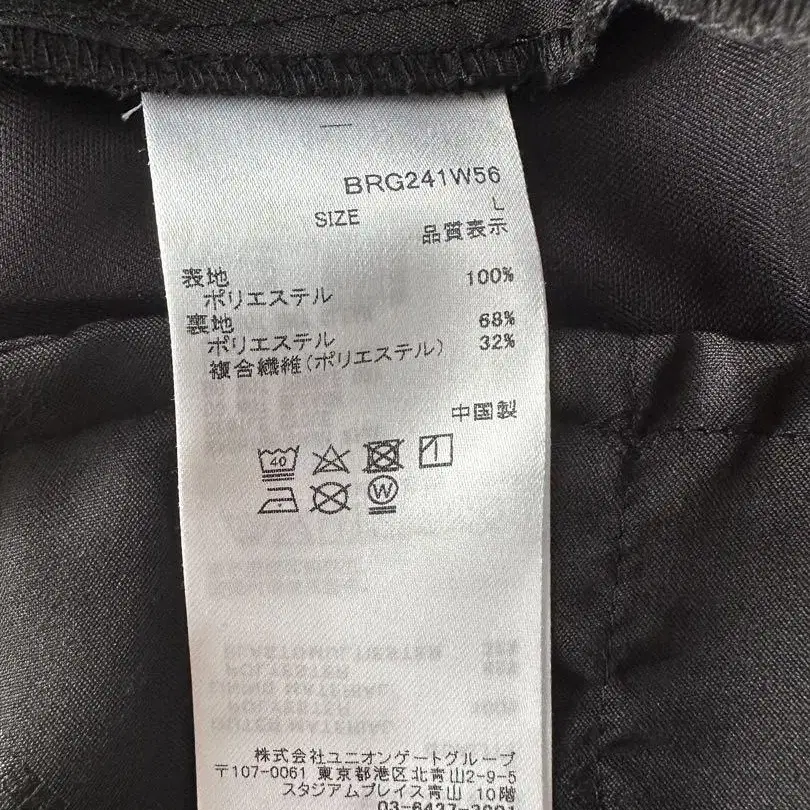 BRG241W56
SIZE L
品質表示
表地
ポリエステル 100%
裏地
ポリエステル 68%
複合繊維(ポリエステル) 32%
中国製
40
W
株式会社ユニオンゲートグループ
〒107-0061 東京都港区北青山2-9-5
スタジアムプレイス青山 10階